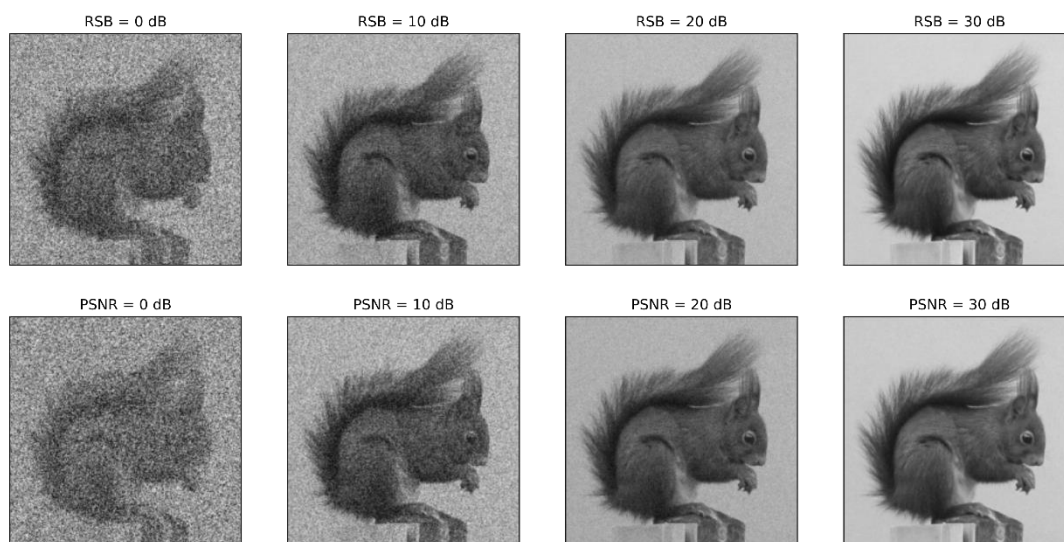 RSB = 0 dB RSB = 10 dB RSB = 20 dB RSB = 30 dB
PSNR = 0 dB PSNR = 10 dB PSNR = 20 dB PSNR = 30 dB